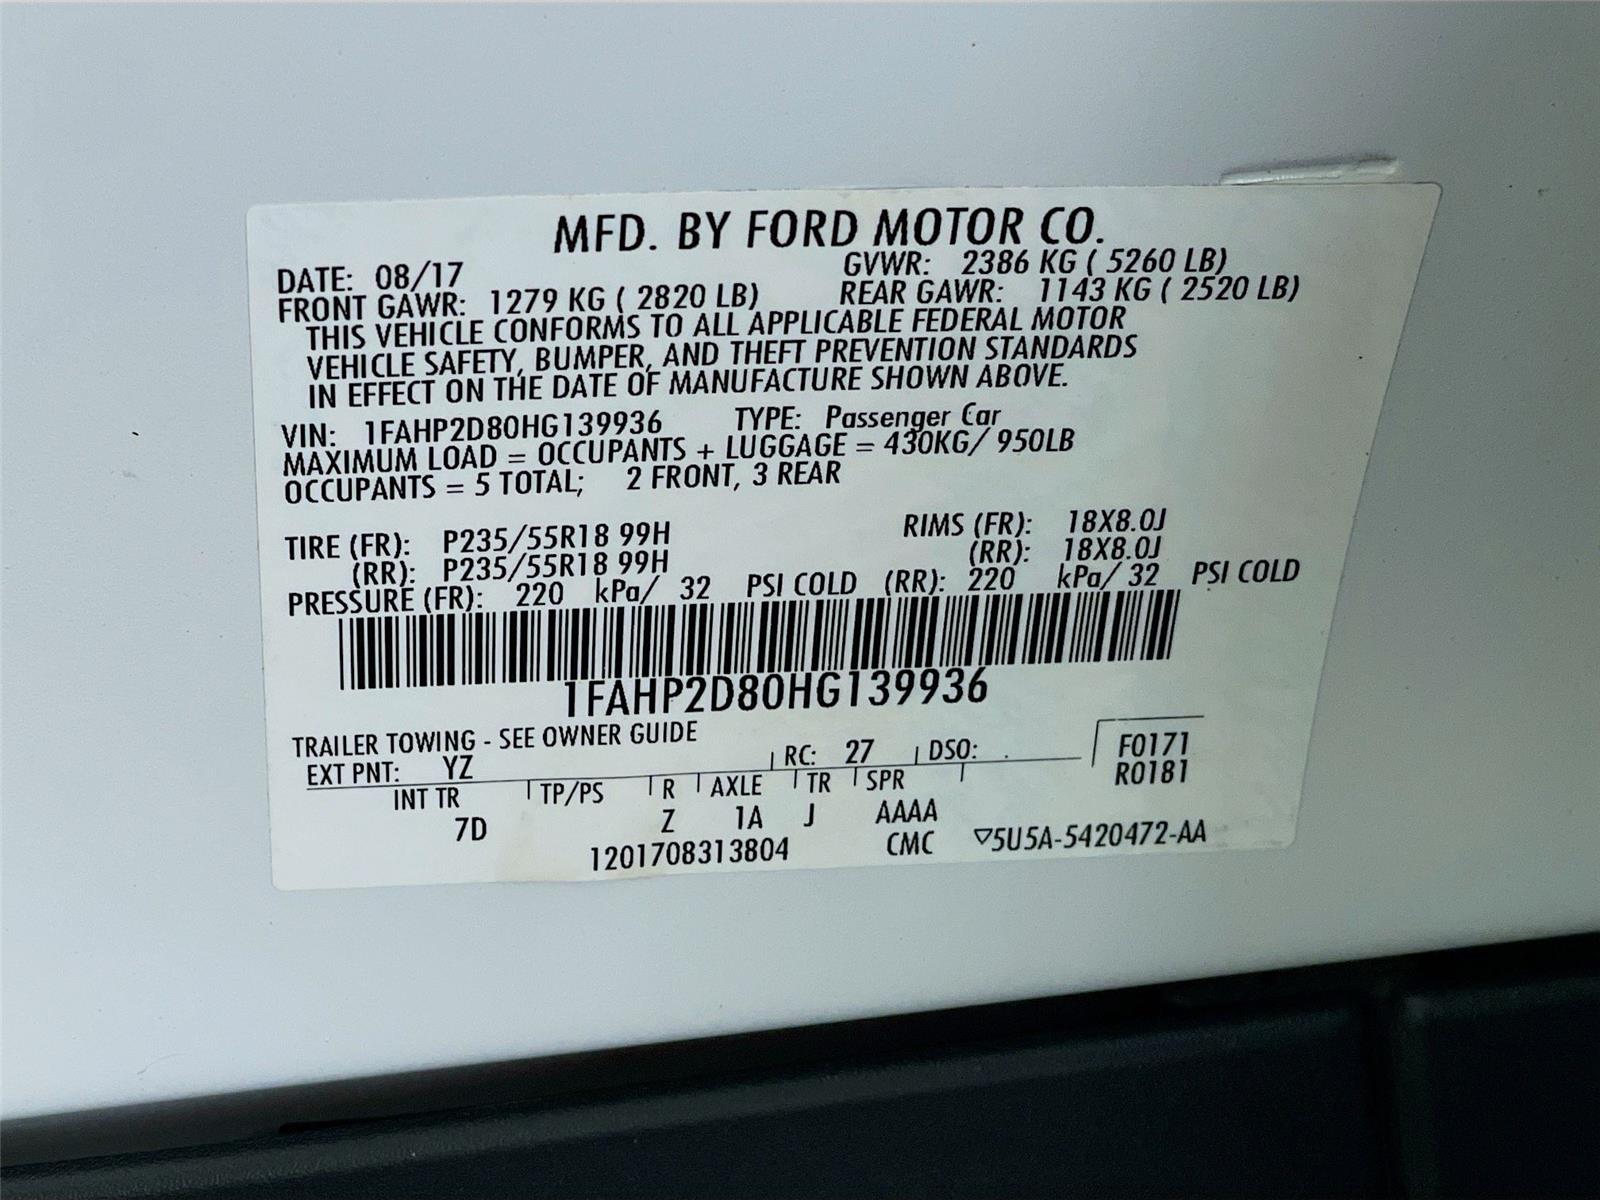 MFD. BY FORD MOTOR CO.
DATE: 08/17 GVWR: 2386 KG ( 5260 LB)
FRONT GAWR: 1279 KG ( 2820 LB) REAR GAWR: 1143 KG ( 2520 LB)
THIS VEHICLE CONFORMS TO ALL APPLICABLE FEDERAL MOTOR
VEHICLE SAFETY, BUMPER, AND THEFT PREVENTION STANDARDS
IN EFFECT ON THE DATE OF MANUFACTURE SHOWN ABOVE.
VIN: 1FAHP2D80HG139936 TYPE: Passenger Car
MAXIMUM LOAD = OCCUPANTS + LUGGAGE = 430KG/ 950LB
OCCUPANTS = 5 TOTAL; 2 FRONT, 3 REAR
TIRE (FR): P235/55R18 99H RIMS (FR): 18X8.0J
(RR): P235/55R18 99H (RR): 18X8.0J
PRESSURE (FR): 220 kPa/ 32 PSI COLD (RR): 220 kPa/ 32 PSI COLD
1FAHP2D80HG139936
TRAILER TOWING - SEE OWNER GUIDE
EXT PNT: YZ RC: 27 DSO: F0171
INT TR TP/PS R AXLE TR SPR R0181
7D Z 1A J AAAA
1201708313804 CMC ▽5U5A-5420472-AA